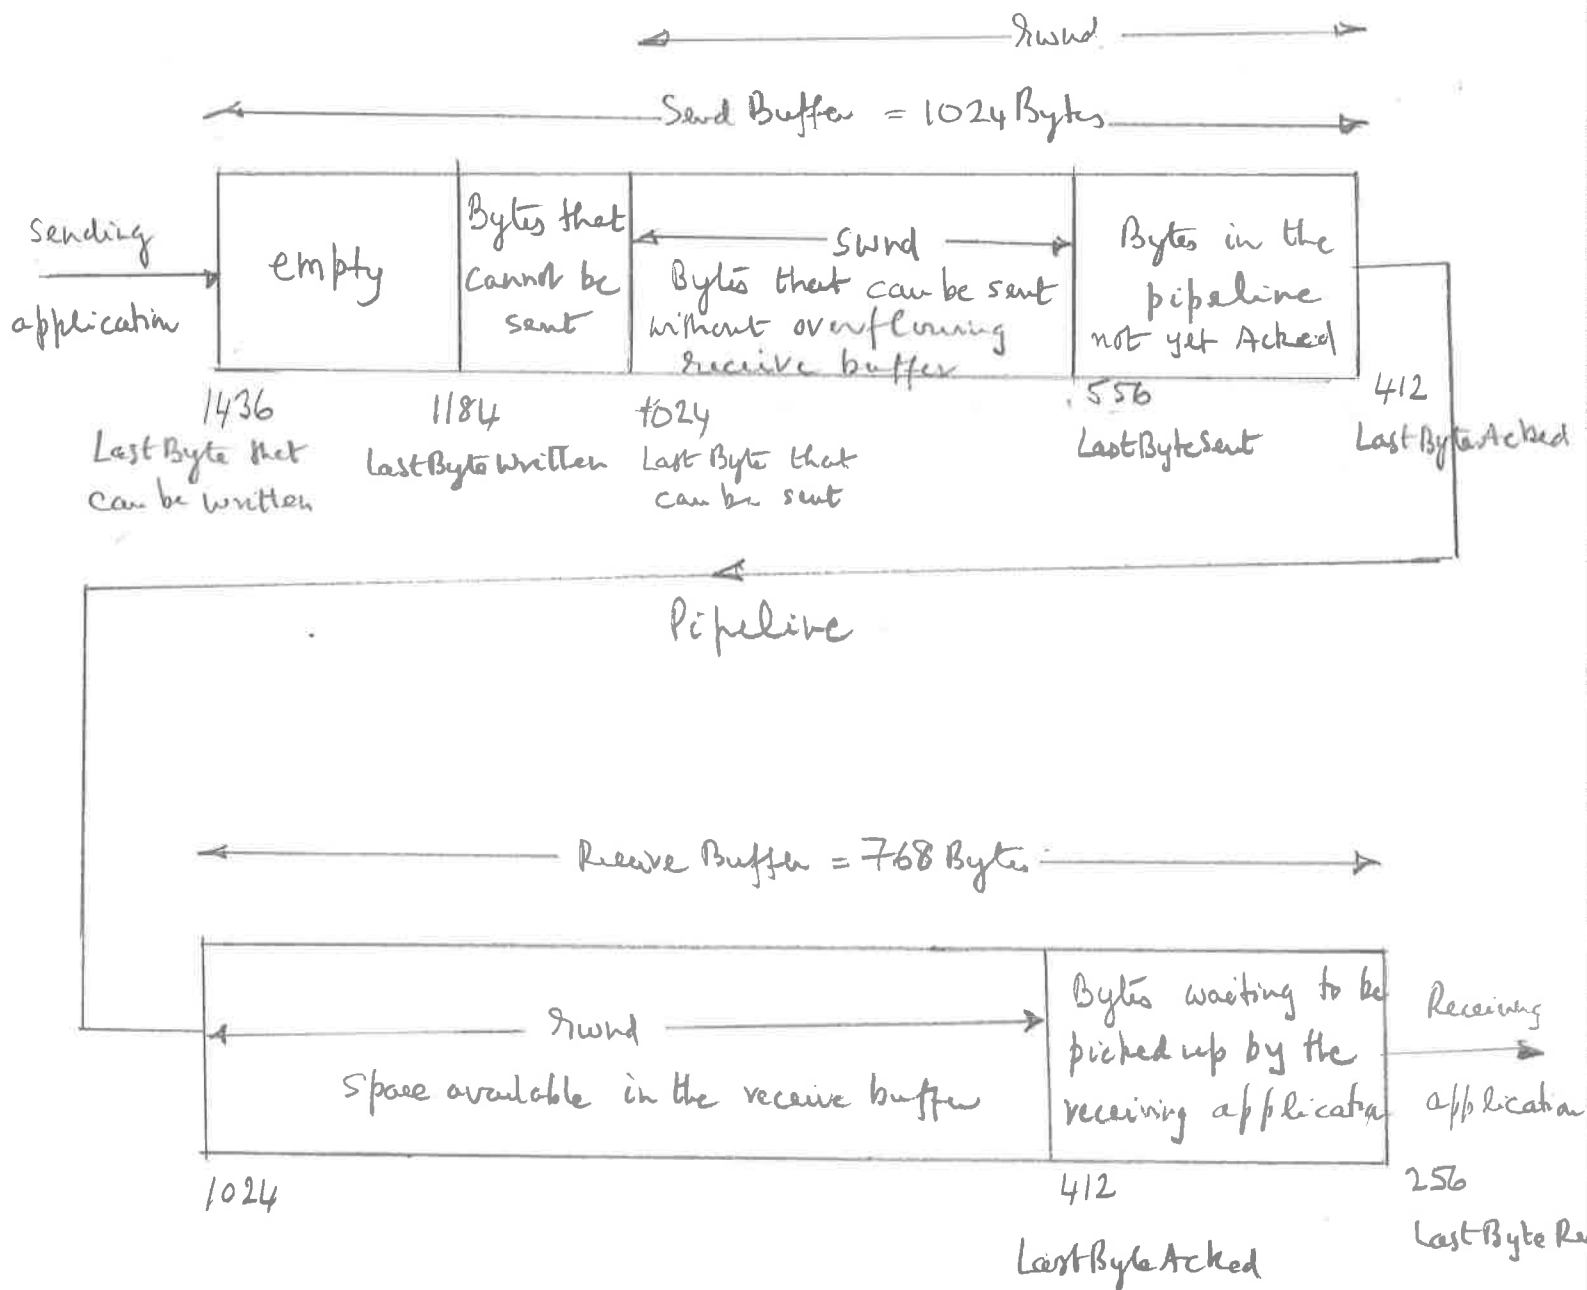 rwnd
Send Buffer = 1024 Bytes
sending
application
empty
Bytes that
cannot be
sent
swnd
Bytes that can be sent
without overflowing
receive buffer
Bytes in the
pipeline
not yet Acked
1436
Last Byte that
can be written
1184
LastByteWritten
1024
Last Byte that
can be sent
556
LastByteSent
412
LastByteAcked
Pipeline
Receive Buffer = 768 Bytes
rwnd
space available in the receive buffer
Bytes waiting to be
picked up by the
receiving applicatio
Receiving
application
1024
412
LastByteAcked
256
LastByteRe